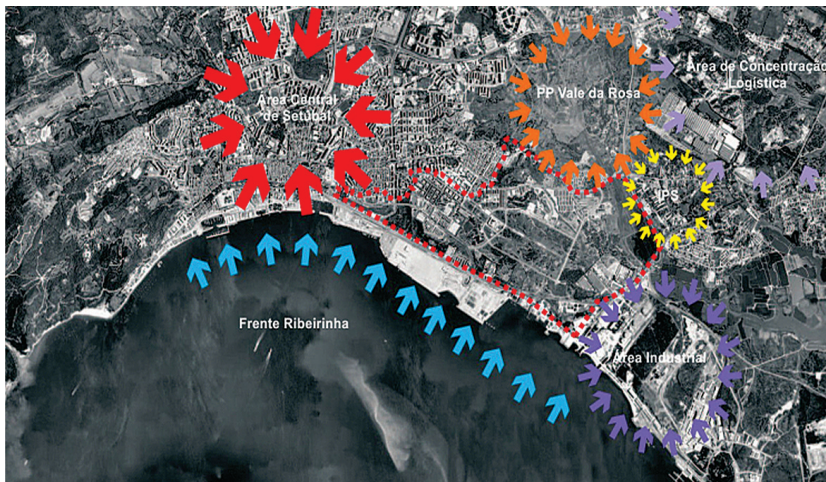 Área Central
de Setúbal
PP Vale da Rosa
Área de Concentração
Logística
IPS
Frente Ribeirinha
Área Industrial